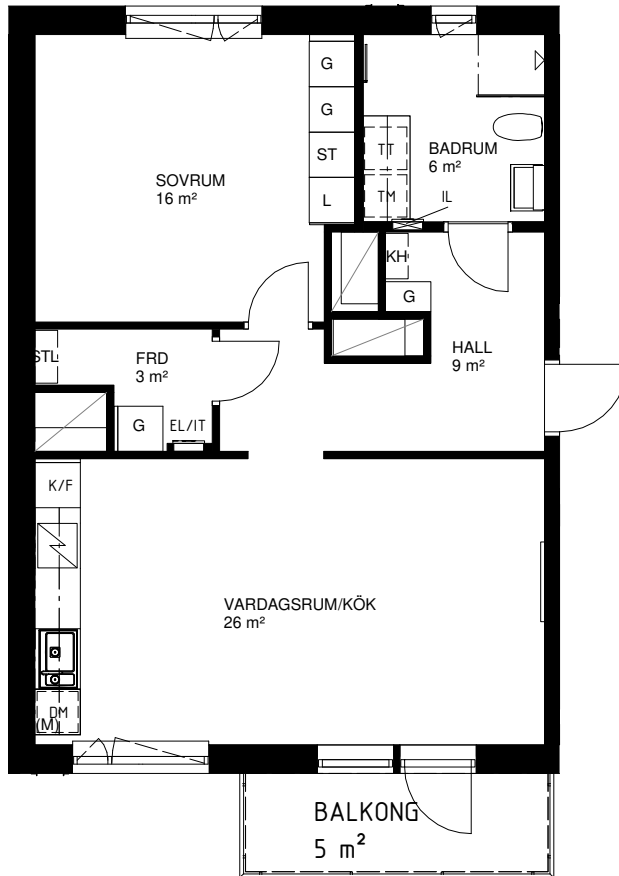 G
G
ST
L
SOVRUM
16 m²
TT
TM
BADRUM
6 m²
IL
KH
G
HALL
9 m²
STL
FRD
3 m²
G
EL/IT
K/F
VARDAGSRUM/KÖK
26 m²
DM
(M)
BALKONG
5 m²